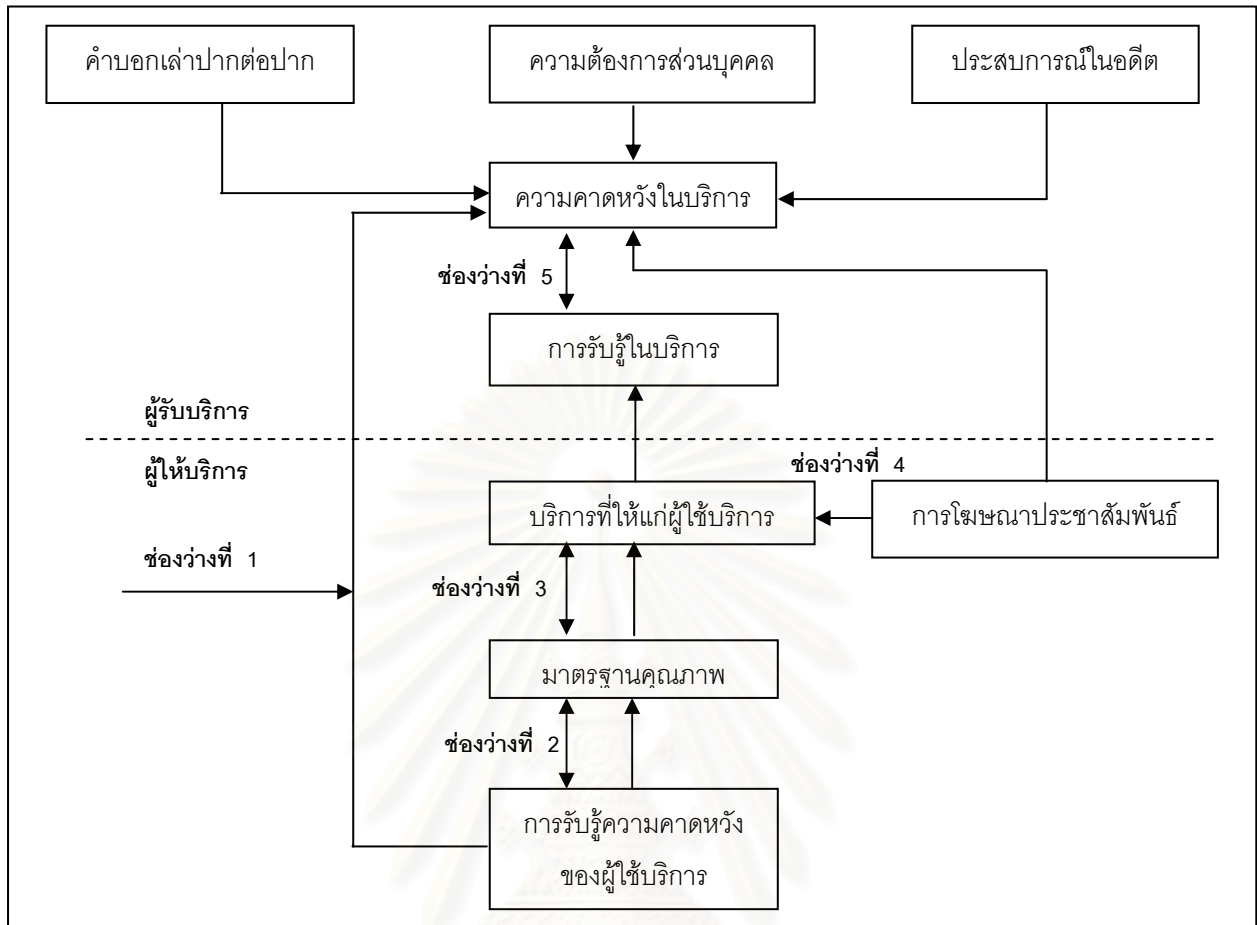 คำบอกเล่าปากต่อปาก
ความต้องการส่วนบุคคล
ประสบการณ์ในอดีต
ความคาดหวังในบริการ
ช่องว่างที่ 5
การรับรู้ในบริการ
ผู้รับบริการ
ผู้ให้บริการ
ช่องว่างที่ 4
บริการที่ให้แก่ผู้ใช้บริการ
การโฆษณาประชาสัมพันธ์
ช่องว่างที่ 1
ช่องว่างที่ 3
มาตรฐานคุณภาพ
ช่องว่างที่ 2
การรับรู้ความคาดหวัง
ของผู้ใช้บริการ